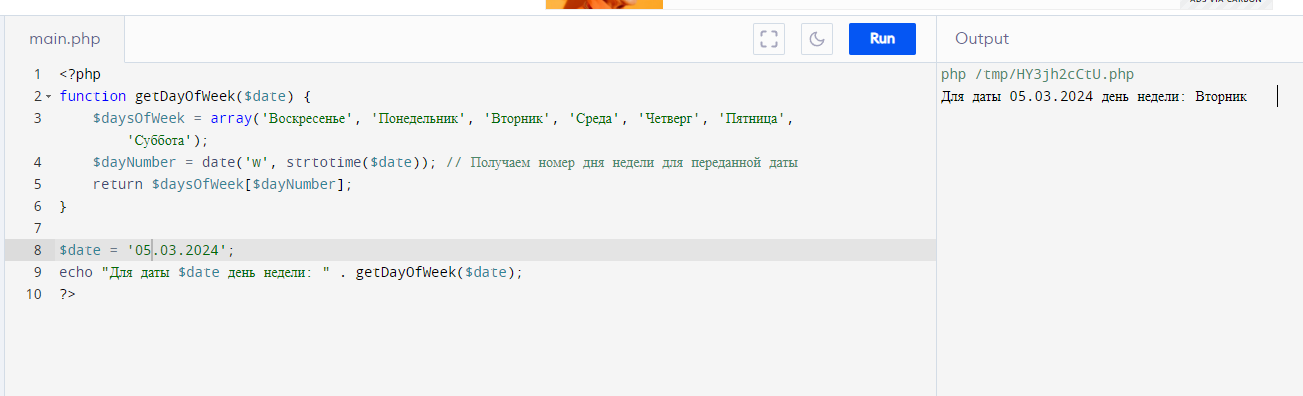 ADS VIA CARBON
main.php
Run
Output
1 <?php
2 function getDayOfWeek($date) {
3 $daysOfWeek = array('Воскресенье', 'Понедельник', 'Вторник', 'Среда', 'Четверг', 'Пятница',
'Суббота');
4 $dayNumber = date('w', strtotime($date)); // Получаем номер дня недели для переданной даты
5 return $daysOfWeek[$dayNumber];
6 }
7
8 $date = '05.03.2024';
9 echo "Для даты $date день недели: " . getDayOfWeek($date);
10 ?>
php /tmp/HY3jh2cCtU.php
Для даты 05.03.2024 день недели: Вторник